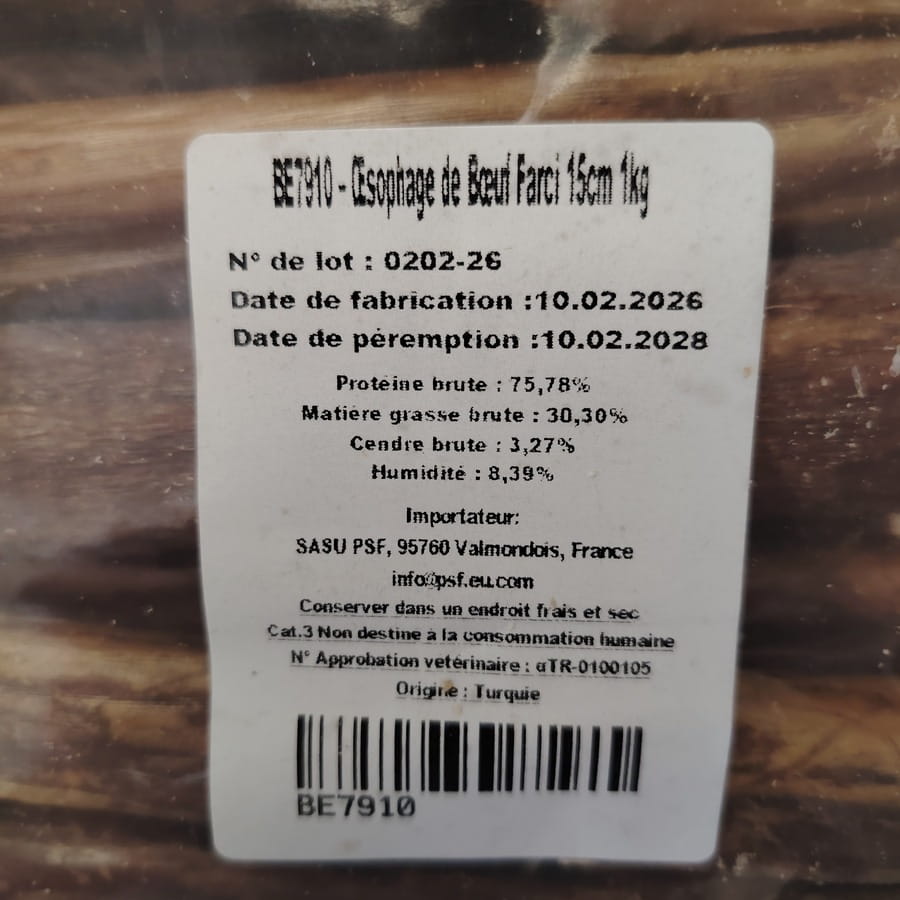 BE7910 - Œsophage de Bœuf Farci 15cm 1kg
N° de lot : 0202-26
Date de fabrication :10.02.2026
Date de péremption :10.02.2028
Protéine brute : 75,78%
Matière grasse brute : 30,30%
Cendre brute : 3,27%
Humidité : 8,39%
Importateur:
SASU PSF, 95760 Valmondois, France
info@psf.eu.com
Conserver dans un endroit frais et sec
Cat.3 Non destine à la consommation humaine
N° Approbation vetérinaire : αTR-0100105
Origine : Turquie
BE7910